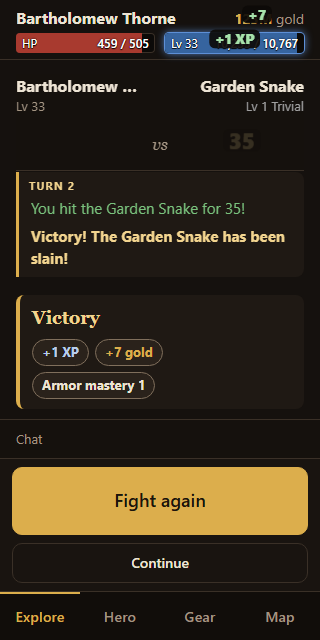 Bartholomew Thorne
+7 gold
HP 459 / 505
Lv 33 +1 XP 10,767
Bartholomew ... Garden Snake
Lv 33 Lv 1 Trivial
vs 35
TURN 2
You hit the Garden Snake for 35!
Victory! The Garden Snake has been
slain!
Victory
+1 XP +7 gold
Armor mastery 1
Chat
Fight again
Continue
Explore Hero Gear Map